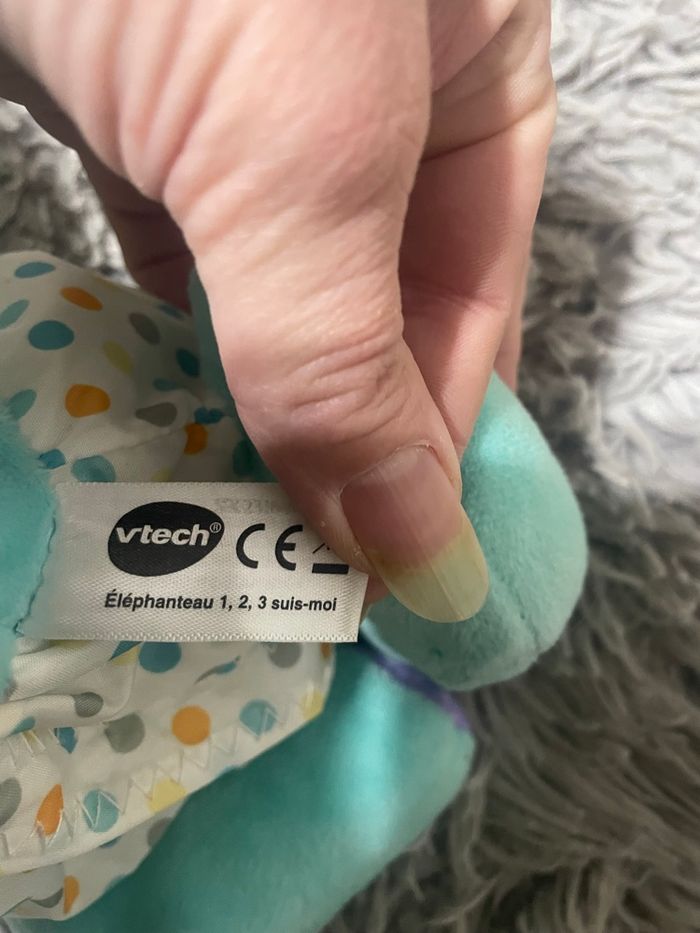 vtech®
CE
Éléphanteau 1, 2, 3 suis-moi